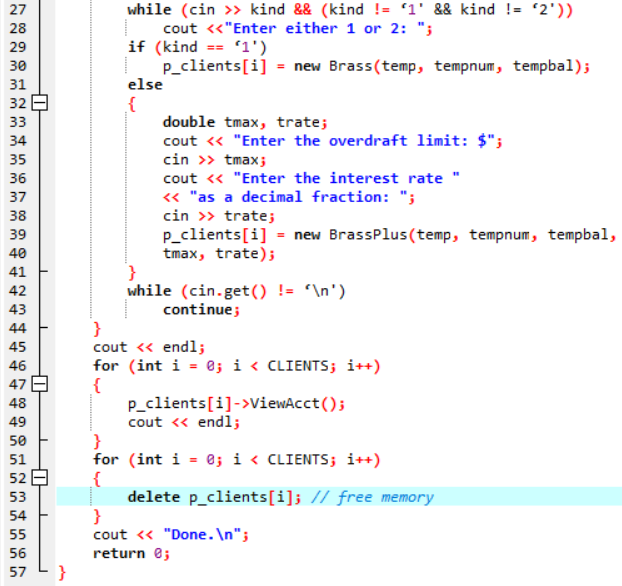 27 while (cin >> kind && (kind != ‘1' && kind != ‘2'))
28 cout <<"Enter either 1 or 2: ";
29 if (kind == ‘1')
30 p_clients[i] = new Brass(temp, tempnum, tempbal);
31 else
32 {
33 double tmax, trate;
34 cout << "Enter the overdraft limit: $";
35 cin >> tmax;
36 cout << "Enter the interest rate "
37 << "as a decimal fraction: ";
38 cin >> trate;
39 p_clients[i] = new BrassPlus(temp, tempnum, tempbal,
40 tmax, trate);
41 }
42 while (cin.get() != ‘\n')
43 continue;
44 }
45 cout << endl;
46 for (int i = 0; i < CLIENTS; i++)
47 {
48 p_clients[i]->ViewAcct();
49 cout << endl;
50 }
51 for (int i = 0; i < CLIENTS; i++)
52 {
53 delete p_clients[i]; // free memory
54 }
55 cout << "Done.\n";
56 return 0;
57 }